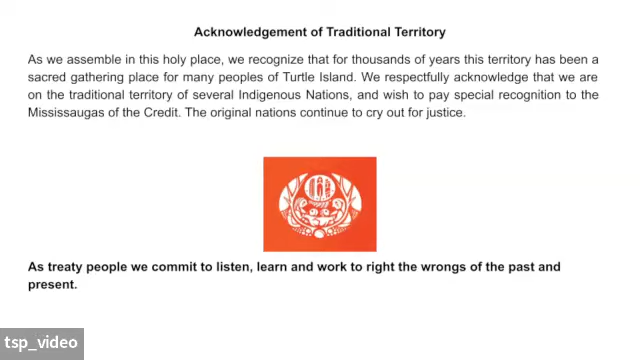 Acknowledgement of Traditional Territory
As we assemble in this holy place, we recognize that for thousands of years this territory has been a
sacred gathering place for many peoples of Turtle Island. We respectfully acknowledge that we are
on the traditional territory of several Indigenous Nations, and wish to pay special recognition to the
Mississaugas of the Credit. The original nations continue to cry out for justice.
As treaty people we commit to listen, learn and work to right the wrongs of the past and
present.
tsp_video